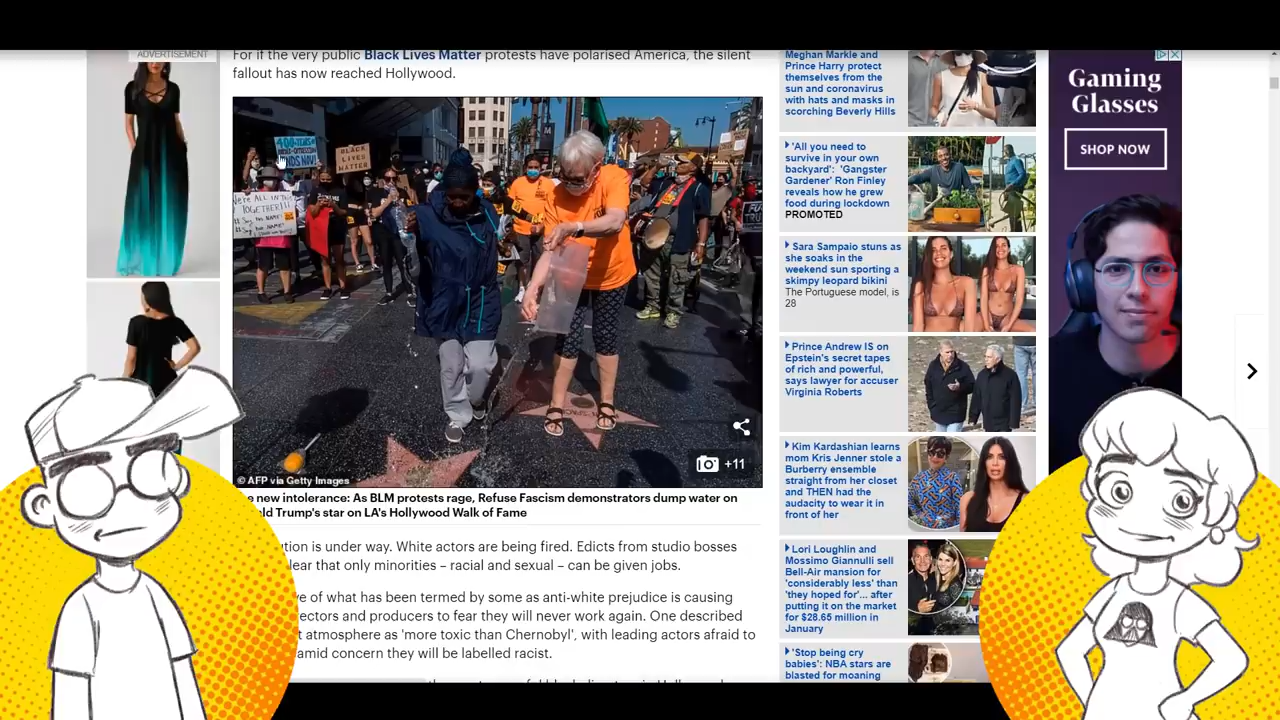 ADVERTISEMENT
For if the very public Black Lives Matter protests have polarised America, the silent
fallout has now reached Hollywood.
400+ YEARS
ENDS NOW!
BLACK
LIVES
MATTER
We're ALL IN
TOGETHER!!!
+11
© AFP via Getty Images
e new intolerance: As BLM protests rage, Refuse Fascism demonstrators dump water on
ld Trump's star on LA's Hollywood Walk of Fame
ution is under way. White actors are being fired. Edicts from studio bosses
lear that only minorities – racial and sexual – can be given jobs.
ve of what has been termed by some as anti-white prejudice is causing
ectors and producers to fear they will never work again. One described
t atmosphere as 'more toxic than Chernobyl', with leading actors afraid to
amid concern they will be labelled racist.
Meghan Markle and
Prince Harry protect
themselves from the
sun and coronavirus
with hats and masks in
scorching Beverly Hills
'All you need to
survive in your own
backyard': 'Gangster
Gardener' Ron Finley
reveals how he grew
food during lockdown
PROMOTED
Sara Sampaio stuns as
she soaks in the
weekend sun sporting a
skimpy leopard bikini
The Portuguese model, is
28
Prince Andrew IS on
Epstein's secret tapes
of rich and powerful,
says lawyer for accuser
Virginia Roberts
Kim Kardashian learns
mom Kris Jenner stole a
Burberry ensemble
straight from her closet
and THEN had the
audacity to wear it in
front of her
Lori Loughlin and
Mossimo Giannulli sell
Bel-Air mansion for
'considerably less' than
'they hoped for'... after
putting it on the market
for $28.65 million in
January
'Stop being cry
babies': NBA stars are
blasted for moaning
Gaming
Glasses
SHOP NOW